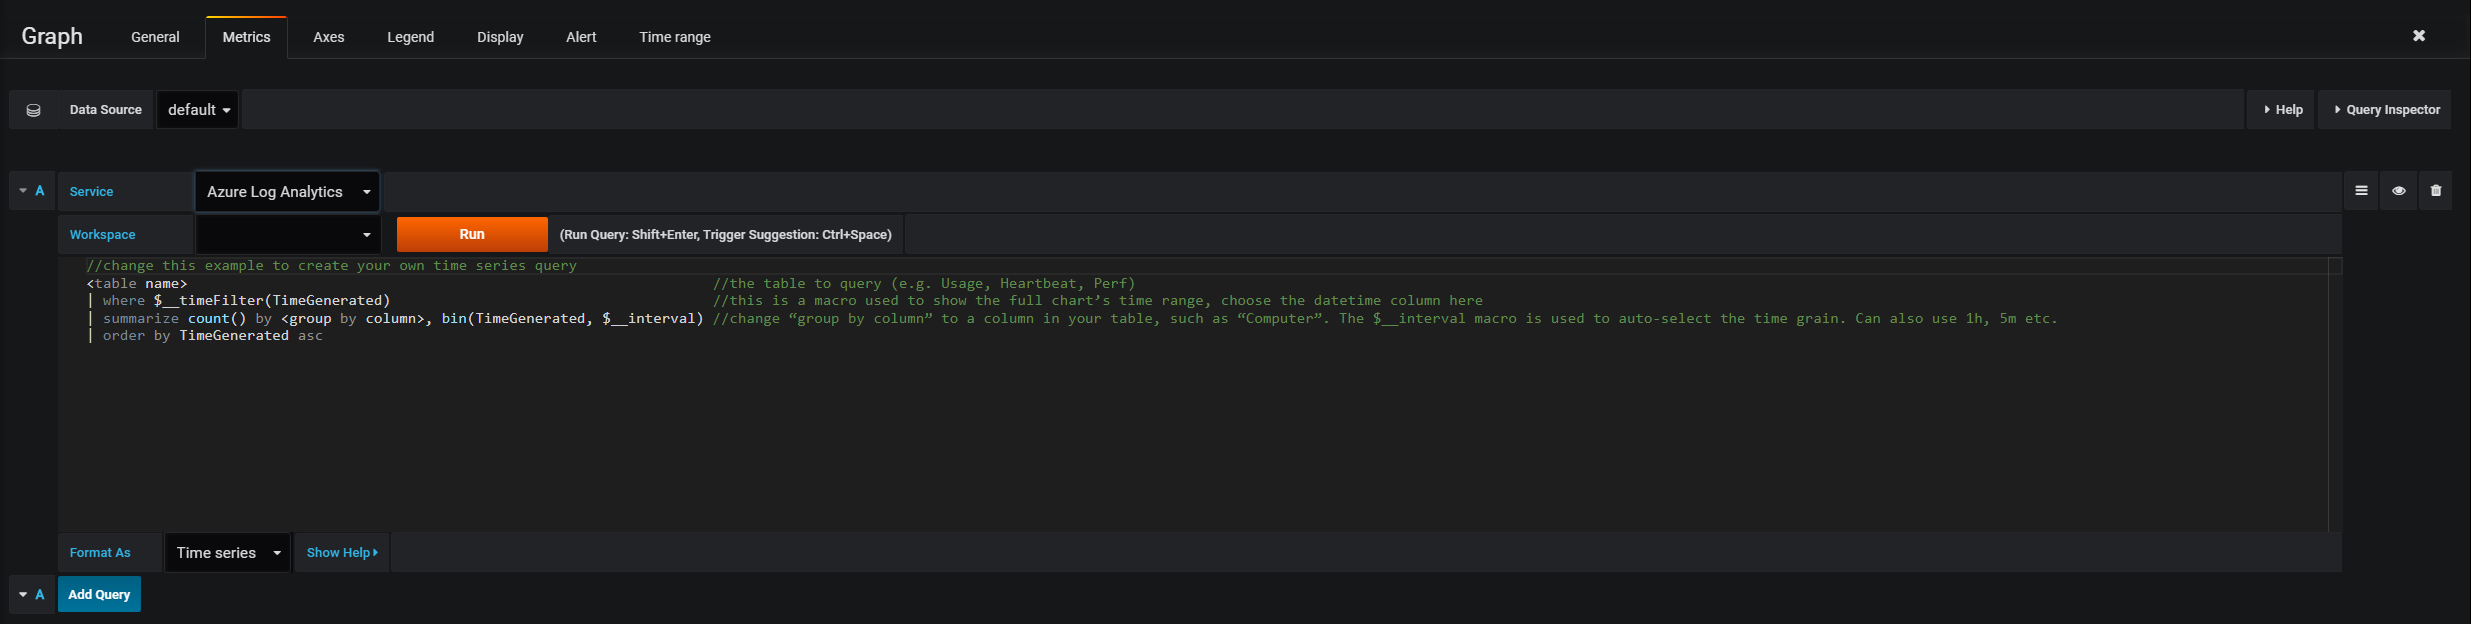 Graph General Metrics Axes Legend Display Alert Time range
Data Source default Help Query Inspector
A Service Azure Log Analytics
Workspace Run (Run Query: Shift+Enter, Trigger Suggestion: Ctrl+Space)
//change this example to create your own time series query
<table name> //the table to query (e.g. Usage, Heartbeat, Perf)
| where $__timeFilter(TimeGenerated) //this is a macro used to show the full chart’s time range, choose the datetime column here
| summarize count() by <group by column>, bin(TimeGenerated, $__interval) //change “group by column” to a column in your table, such as “Computer”. The $__interval macro is used to auto-select the time grain. Can also use 1h, 5m etc.
| order by TimeGenerated asc
Format As Time series Show Help
A Add Query